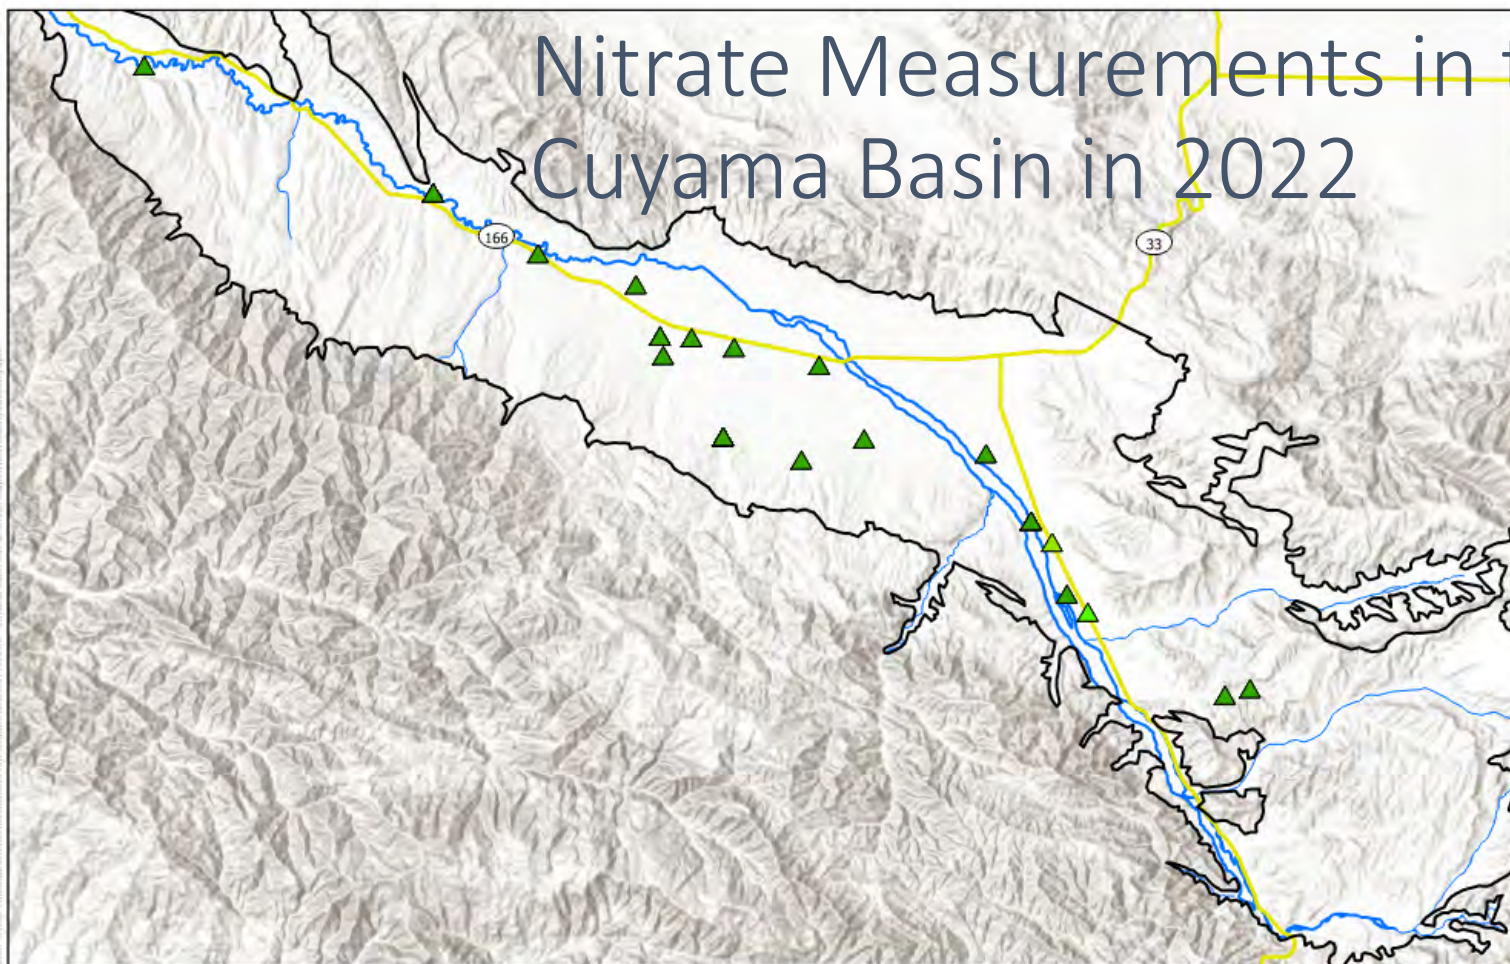 Nitrate Measurements in t
Cuyama Basin in 2022
166
33